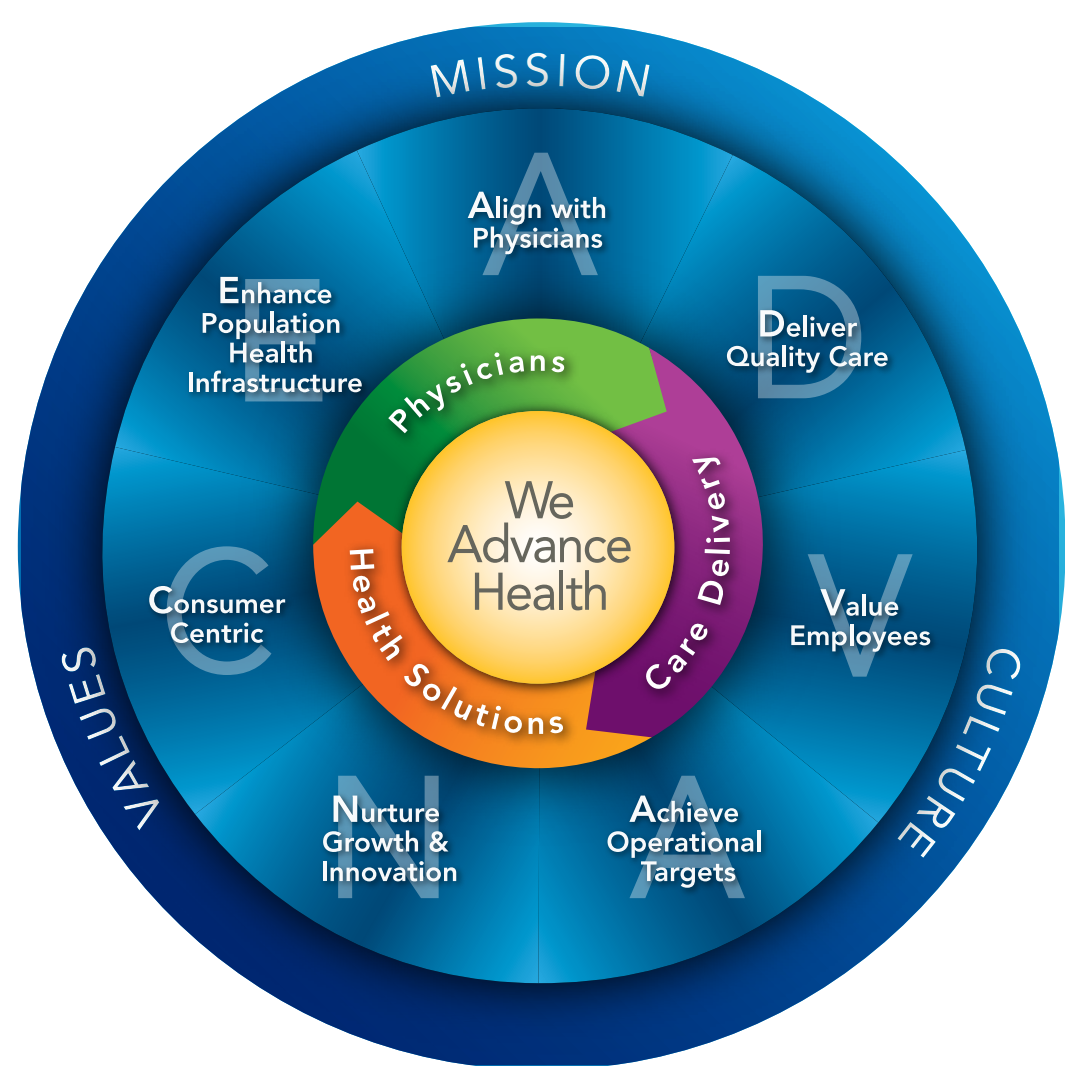 MISSION
A
Align with
Physicians
D
Deliver
Quality Care
V
Value
Employees
A
Achieve
Operational
Targets
N
Nurture
Growth &
Innovation
C
Consumer
Centric
E
Enhance
Population
Health
Infrastructure
CULTURE
VALUES
Physicians
Care Delivery
Health Solutions
We
Advance
Health